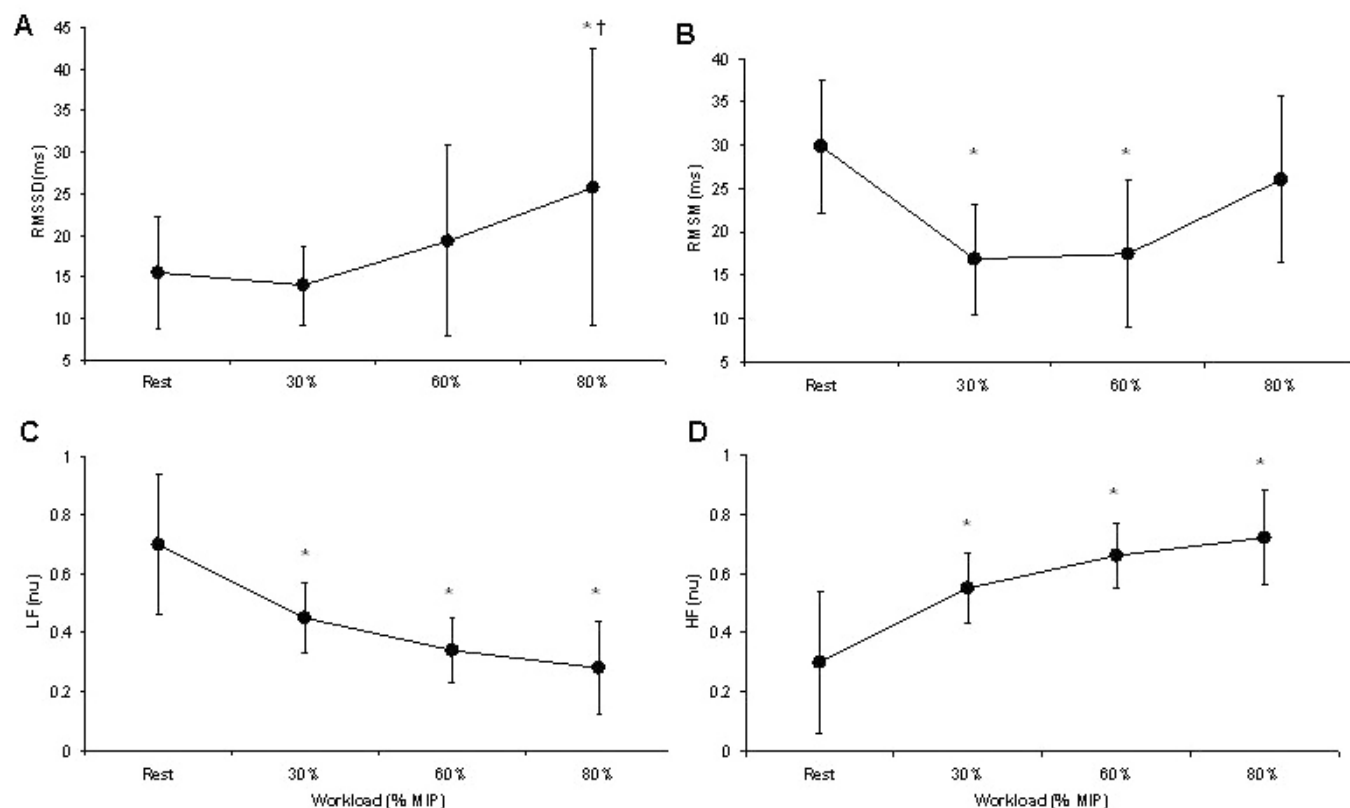 A
RMSSD(ms)
45
40
35
30
25
20
15
10
5
* †
Rest 30% 60% 80%
B
RMSM (ms)
40
35
30
25
20
15
10
5
* *
Rest 30% 60% 80%
C
LF (nu)
1
0.8
0.6
0.4
0.2
0
* * *
Rest 30% 60% 80%
Workload (% MIP)
D
HF (nu)
1
0.8
0.6
0.4
0.2
0
* * *
Rest 30% 60% 80%
Workload (% MIP)